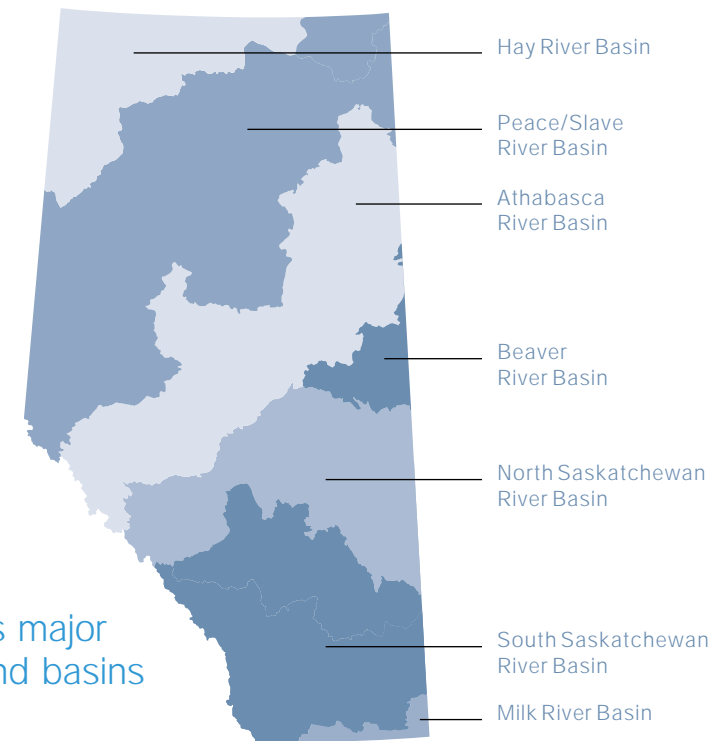 Hay River Basin
Peace/Slave
River Basin
Athabasca
River Basin
Beaver
River Basin
North Saskatchewan
River Basin
s major
nd basins
South Saskatchewan
River Basin
Milk River Basin